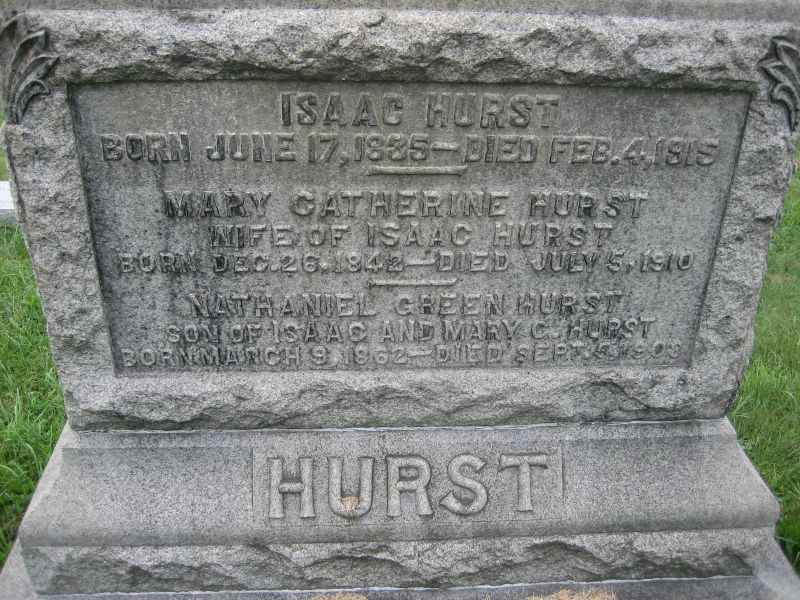 ISAAC HURST
BORN JUNE 17, 1835—DIED FEB. 4, 1915
MARY CATHERINE HURST
WIFE OF ISAAC HURST
BORN DEC. 26, 1842—DIED JULY 5, 1910
NATHANIEL GREEN HURST
SON OF ISAAC AND MARY C. HURST
BORN MARCH 9, 1862—DIED SEPT. 5, 1909
HURST